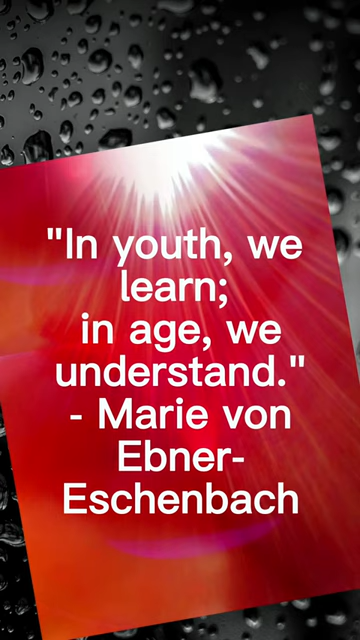 "In youth, we
learn;
in age, we
understand."
- Marie von
Ebner-
Eschenbach